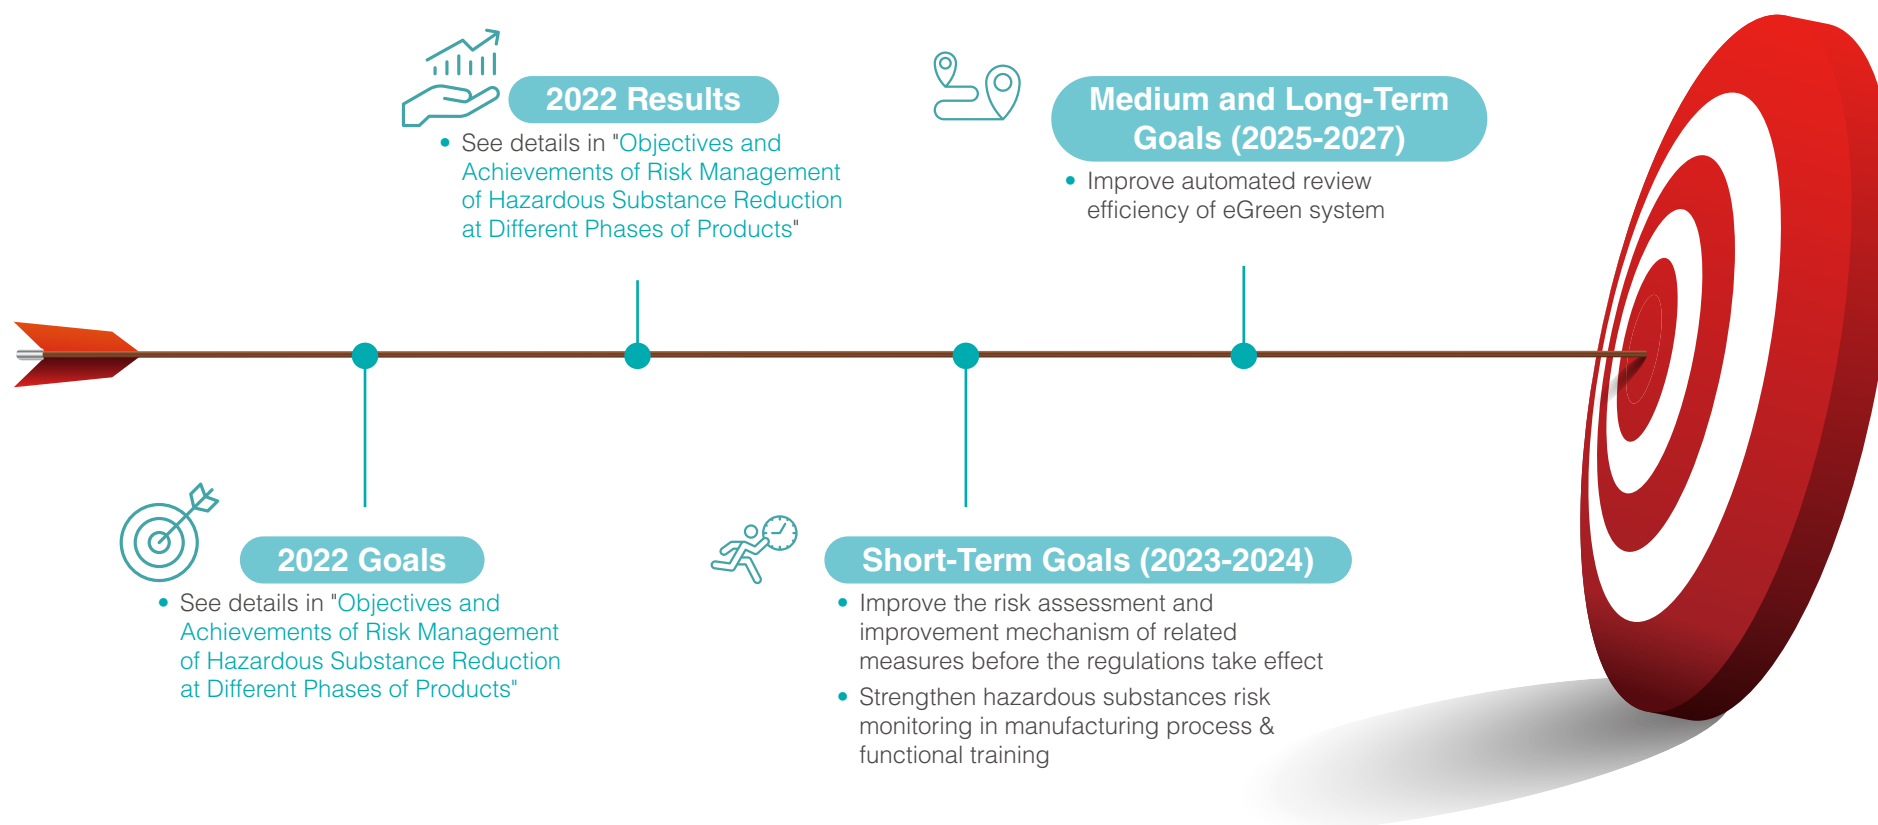 2022 Results
• See details in "Objectives and
Achievements of Risk Management
of Hazardous Substance Reduction
at Different Phases of Products"
Medium and Long-Term
Goals (2025-2027)
• Improve automated review
efficiency of eGreen system
2022 Goals
• See details in "Objectives and
Achievements of Risk Management
of Hazardous Substance Reduction
at Different Phases of Products"
Short-Term Goals (2023-2024)
• Improve the risk assessment and
improvement mechanism of related
measures before the regulations take effect
• Strengthen hazardous substances risk
monitoring in manufacturing process &
functional training